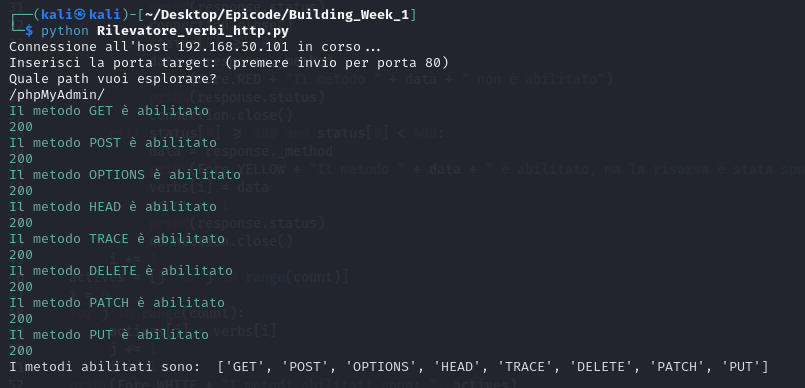 ┌──(kali㉿kali)-[~/Desktop/Epicode/Building_Week_1]
└─$ python Rilevatore_verbi_http.py
Connessione all'host 192.168.50.101 in corso...
Inserisci la porta target: (premere invio per porta 80)
Quale path vuoi esplorare?
/phpMyAdmin/
Il metodo GET è abilitato
200
Il metodo POST è abilitato
200
Il metodo OPTIONS è abilitato
200
Il metodo HEAD è abilitato
200
Il metodo TRACE è abilitato
200
Il metodo DELETE è abilitato
200
Il metodo PATCH è abilitato
200
Il metodo PUT è abilitato
200
I metodi abilitati sono:  ['GET', 'POST', 'OPTIONS', 'HEAD', 'TRACE', 'DELETE', 'PATCH', 'PUT']